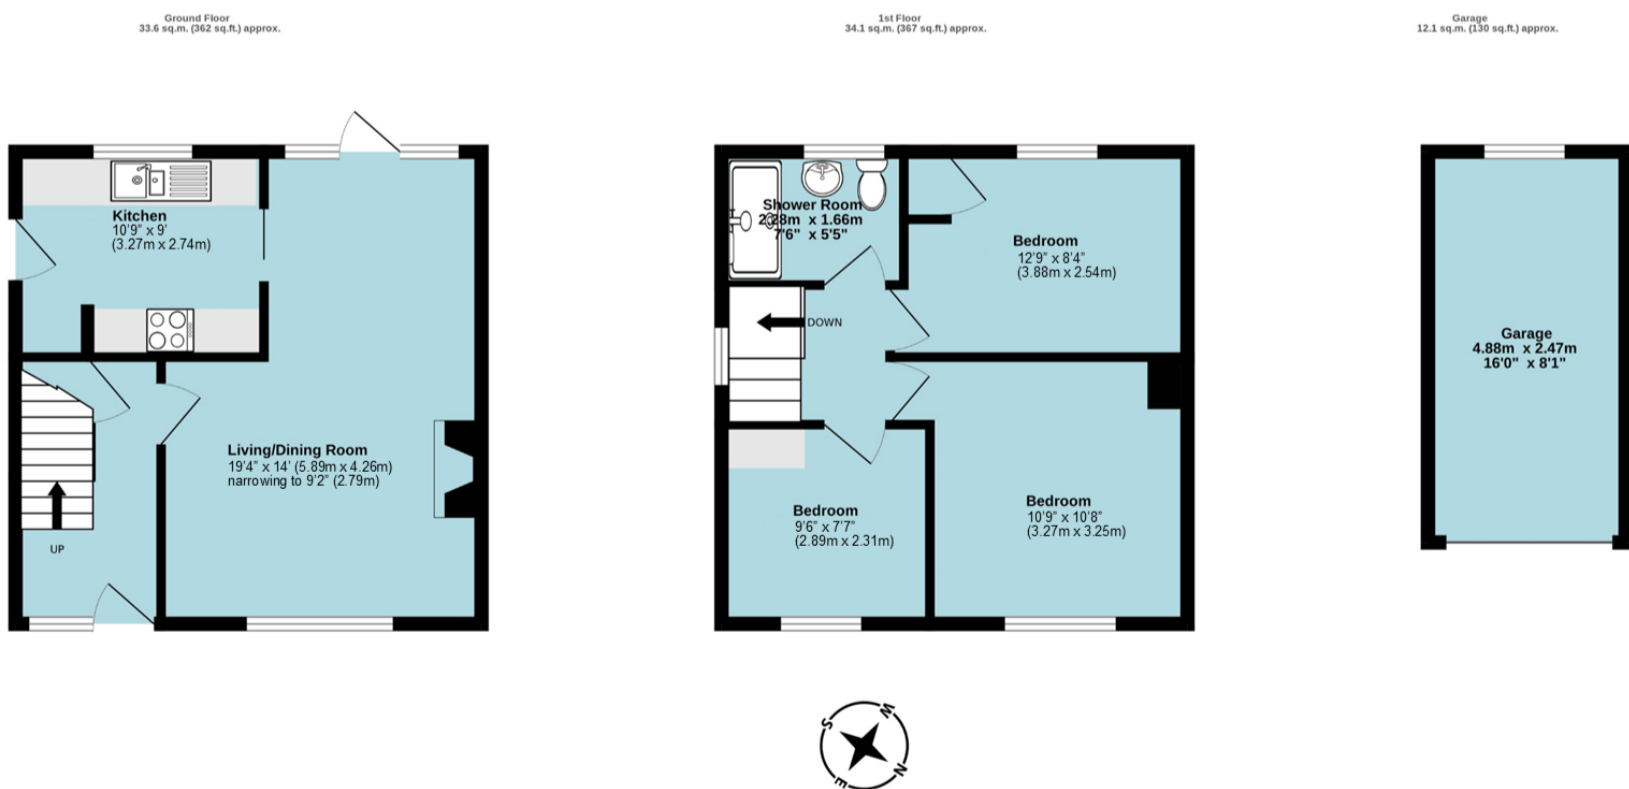 Ground Floor
33.6 sq.m. (362 sq.ft.) approx.
1st Floor
34.1 sq.m. (367 sq.ft.) approx.
Garage
12.1 sq.m. (130 sq.ft.) approx.
Kitchen
10'9" x 9'
(3.27m x 2.74m)
Living/Dining Room
19'4" x 14' (5.89m x 4.26m)
narrowing to 9'2" (2.79m)
UP
Shower Room
2.28m x 1.66m
7'6" x 5'5"
DOWN
Bedroom
12'9" x 8'4"
(3.88m x 2.54m)
Bedroom
9'6" x 7'7"
(2.89m x 2.31m)
Bedroom
10'9" x 10'8"
(3.27m x 3.25m)
Garage
4.88m x 2.47m
16'0" x 8'1"
S
W
E
N